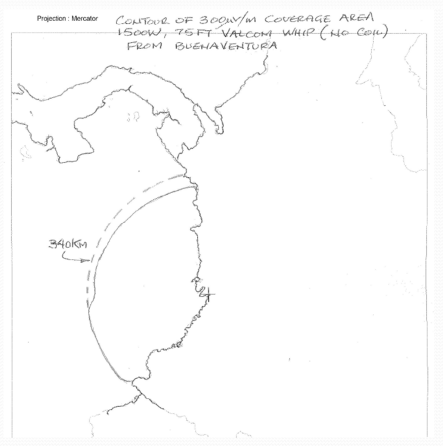 Projection : Mercator
CONTOUR OF 300µV/m COVERAGE AREA
1500W, 75FT VALCOM WHIP (NO COIL)
FROM BUENAVENTURA
340KM